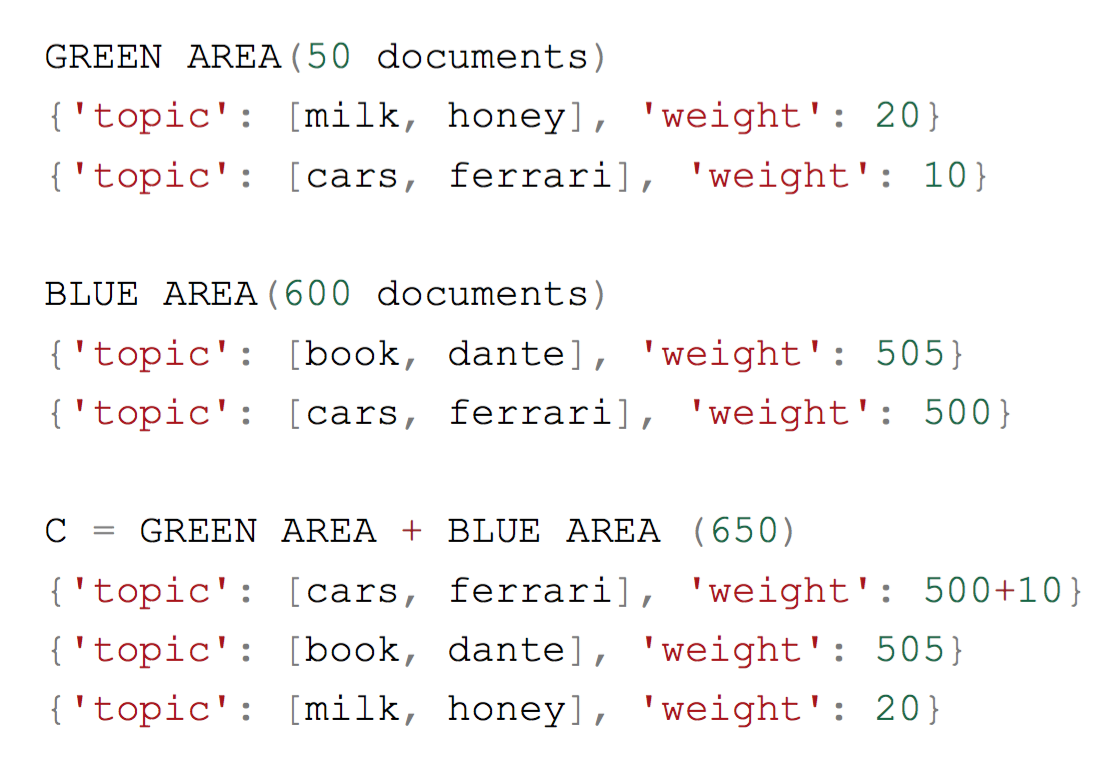 GREEN AREA(50 documents)
{'topic': [milk, honey], 'weight': 20}
{'topic': [cars, ferrari], 'weight': 10}
BLUE AREA(600 documents)
{'topic': [book, dante], 'weight': 505}
{'topic': [cars, ferrari], 'weight': 500}
C = GREEN AREA + BLUE AREA (650)
{'topic': [cars, ferrari], 'weight': 500+10}
{'topic': [book, dante], 'weight': 505}
{'topic': [milk, honey], 'weight': 20}